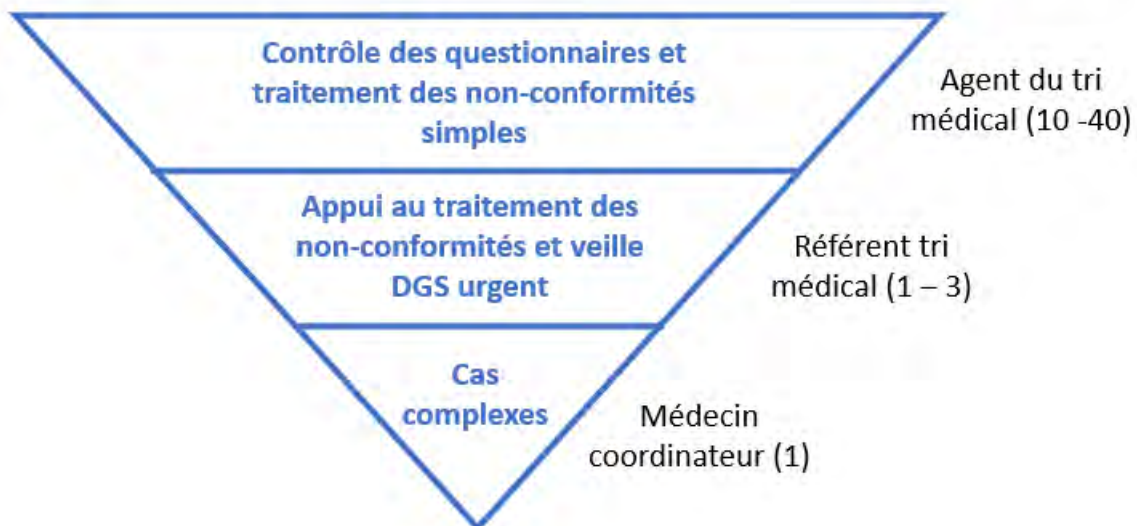 Contrôle des questionnaires et
traitement des non-conformités
simples
Agent du tri
médical (10 -40)
Appui au traitement des
non-conformités et veille
DGS urgent
Référent tri
médical (1 – 3)
Cas
complexes
Médecin
coordinateur (1)